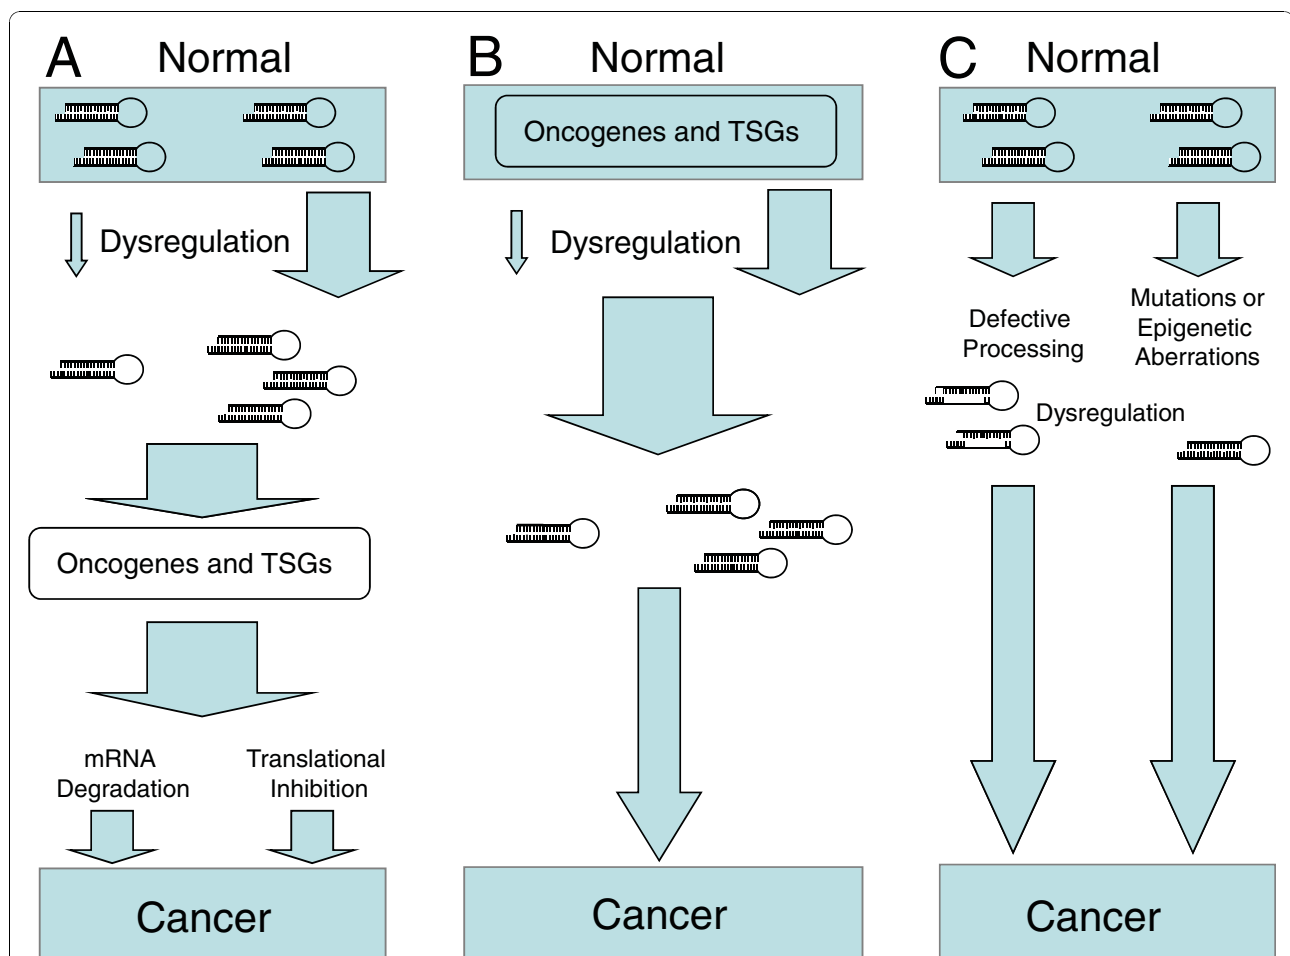 A Normal
Dysregulation
Oncogenes and TSGs
mRNA
Degradation
Translational
Inhibition
Cancer
B Normal
Oncogenes and TSGs
Dysregulation
Cancer
C Normal
Defective
Processing
Mutations or
Epigenetic
Aberrations
Dysregulation
Cancer